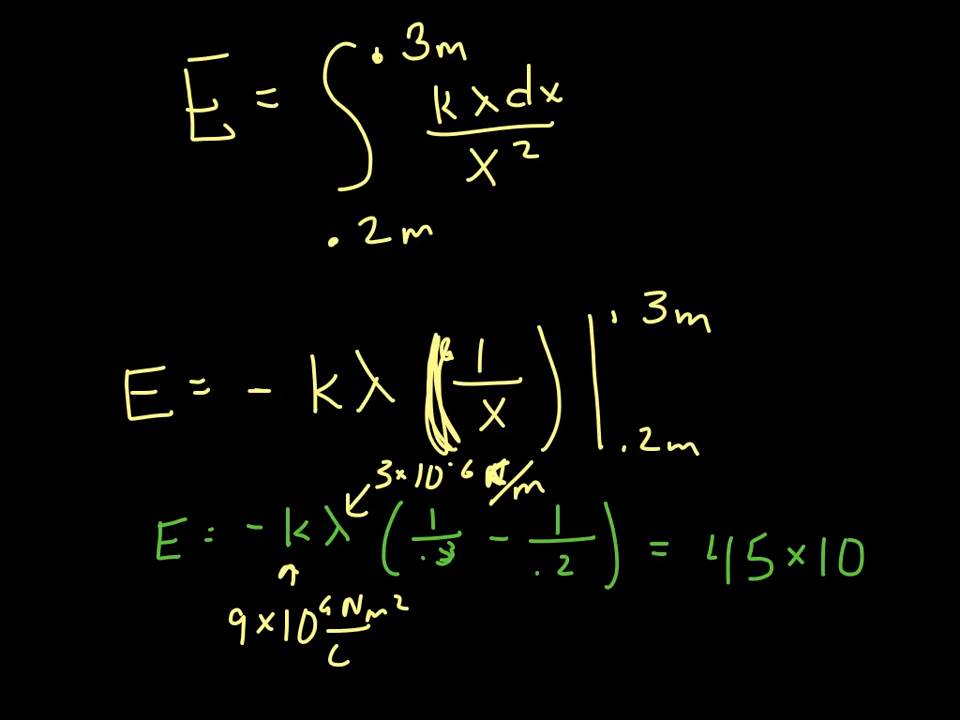 E = ∫ .3m .2m kλdx / x²
E = - kλ (1/x) | .3m .2m
3×10⁻⁶ /m
E = - kλ (1/.3 - 1/.2) = 45×10
9×10⁹ Nm²/C